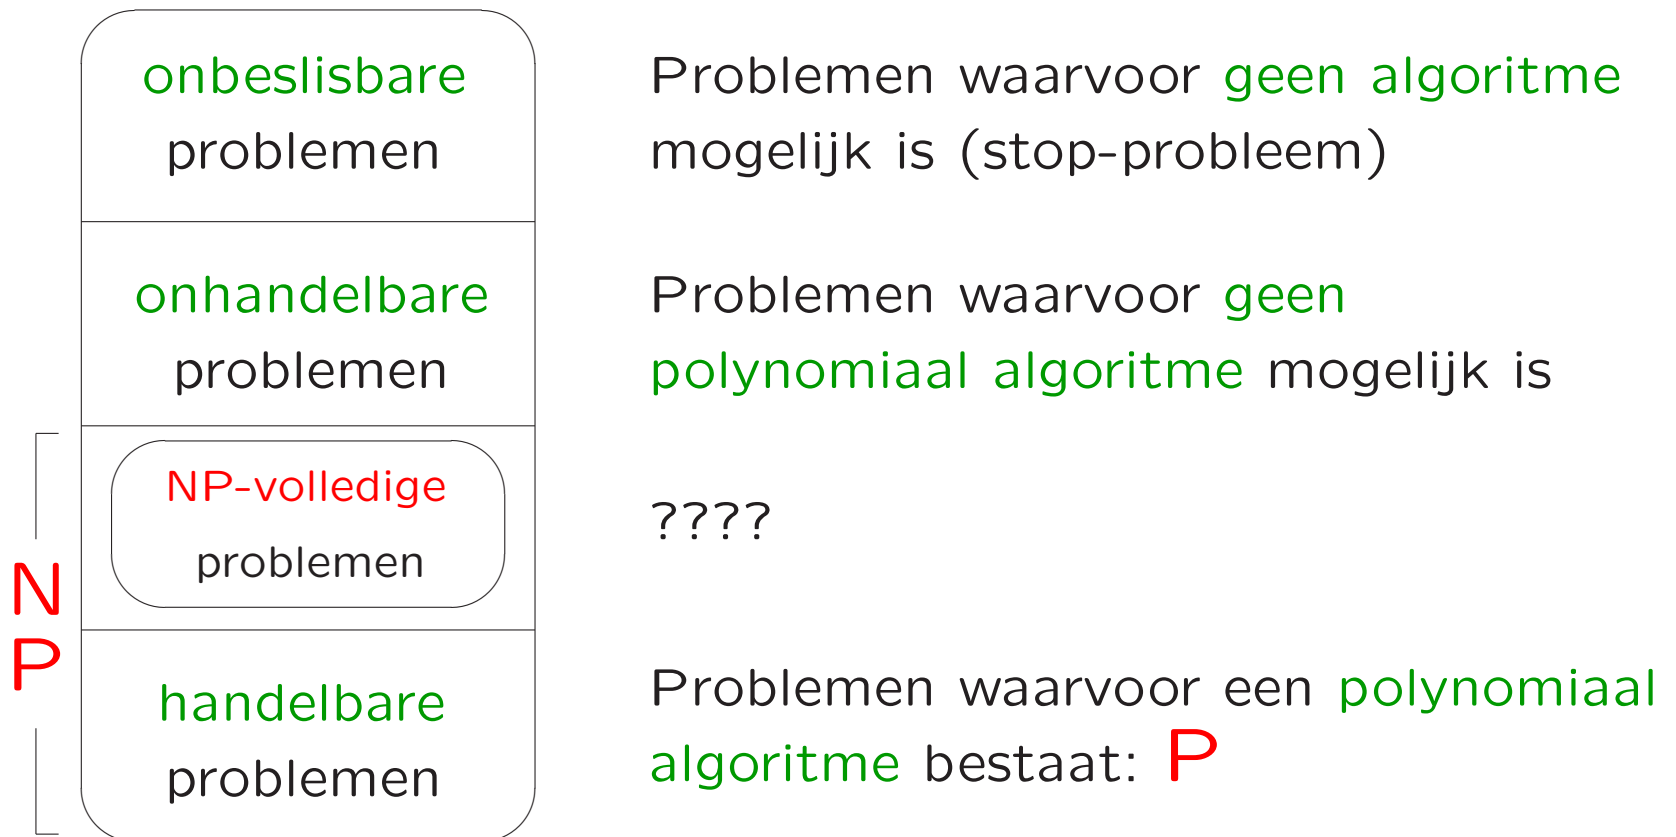 onbeslisbare
problemen
Problemen waarvoor geen algoritme
mogelijk is (stop-probleem)
onhandelbare
problemen
Problemen waarvoor geen
polynomiaal algoritme mogelijk is
NP-volledige
problemen
????
N
P
handelbare
problemen
Problemen waarvoor een polynomiaal
algoritme bestaat: P